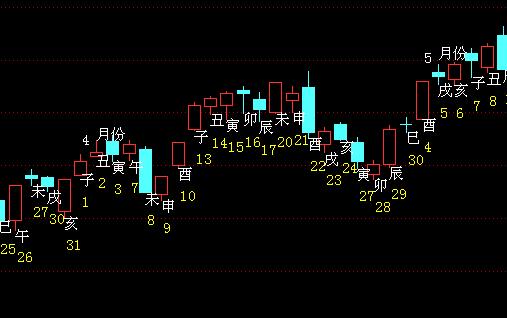 5 月份
子
丑
戌
亥
7
8
5
6
4 月份
子
丑
寅
卯
辰
未
申
13
14
15
16
17
20
21
丑
寅
午
巳
酉
子
2
3
7
30
4
酉
戌
亥
22
23
24
未
戌
未
申
酉
寅
卯
辰
1
8
9
10
27
28
29
27
30
亥
31
巳
午
25
26